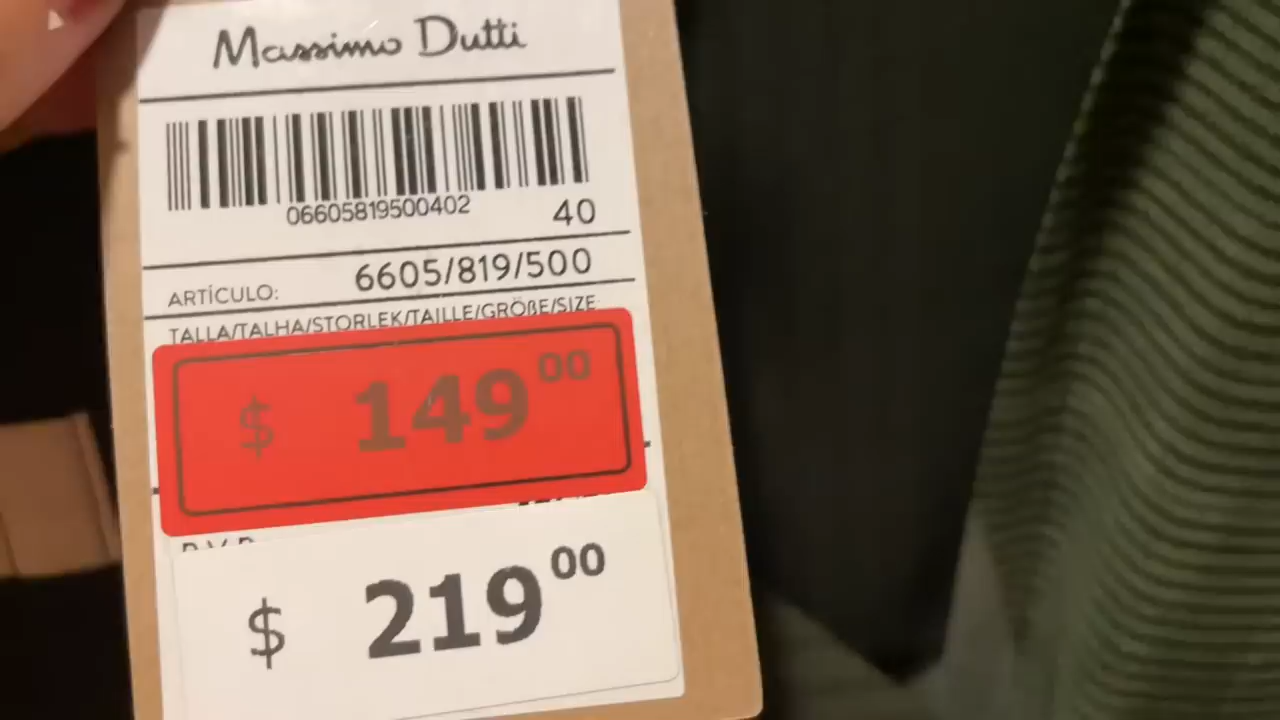 Massimo Dutti
06605819500402
40
ARTÍCULO: 6605/819/500
TALLA/TALHA/STORLEK/TAILLE/GRÖßE/SIZE:
$ 149 00
$ 219 00